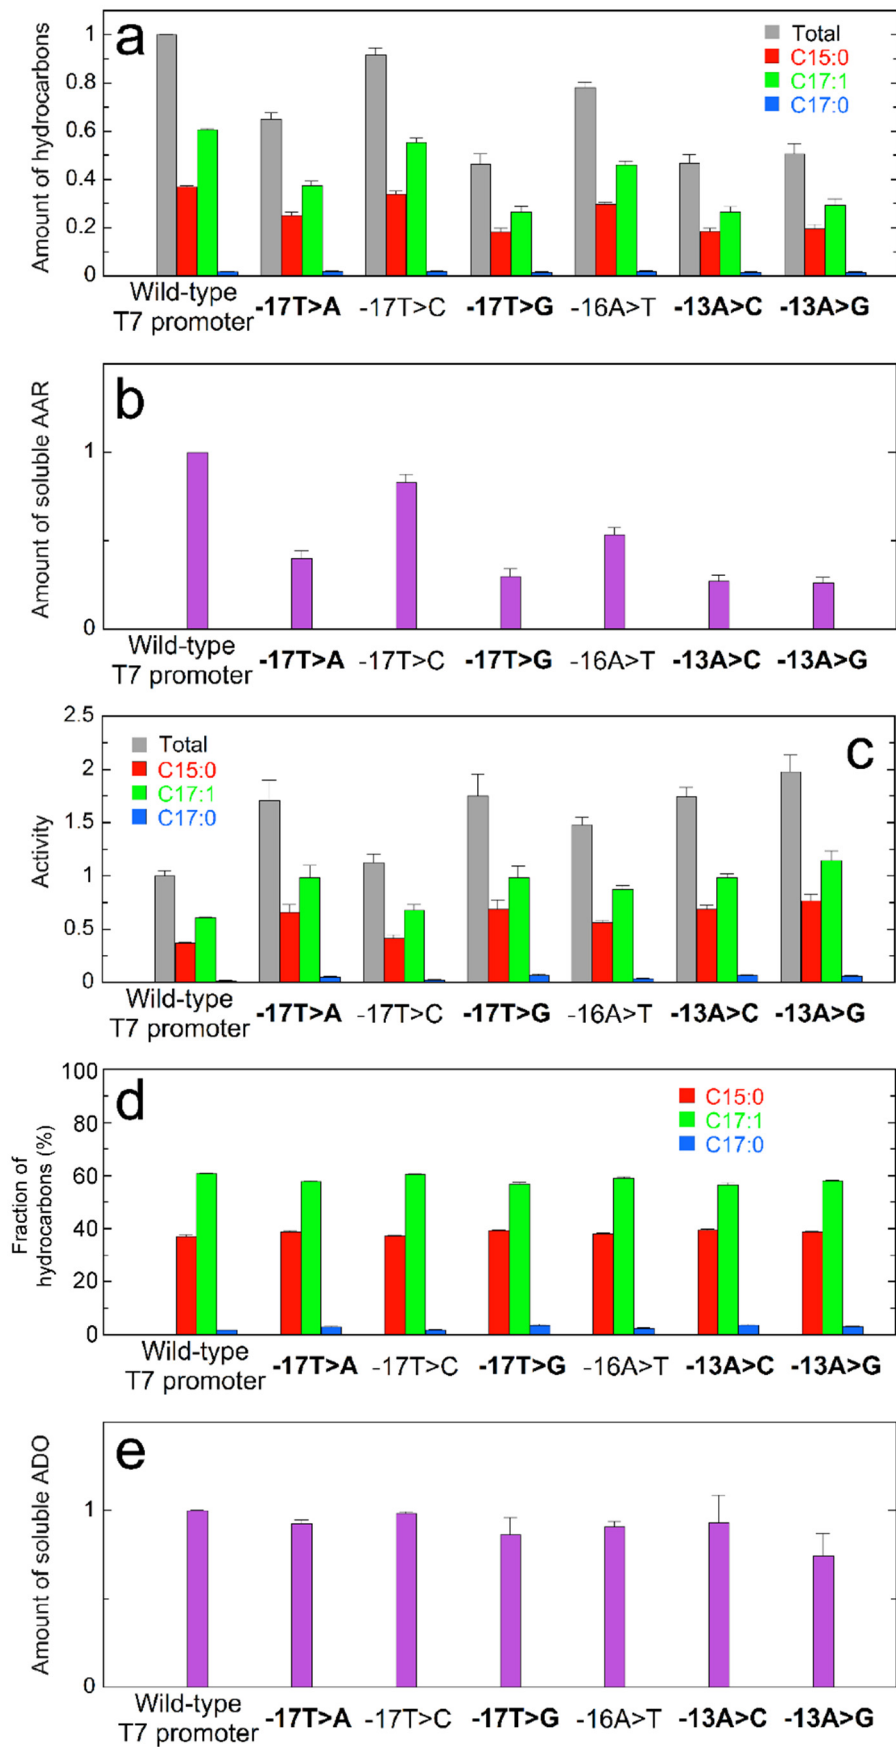 a
Total
C15:0
C17:1
C17:0
Amount of hydrocarbons
1
0.8
0.6
0.4
0.2
0
Wild-type
T7 promoter
-17T>A
-17T>C
-17T>G
-16A>T
-13A>C
-13A>G
b
Amount of soluble AAR
1
0
Wild-type
T7 promoter
-17T>A
-17T>C
-17T>G
-16A>T
-13A>C
-13A>G
c
Total
C15:0
C17:1
C17:0
Activity
2.5
2
1.5
1
0.5
0
Wild-type
T7 promoter
-17T>A
-17T>C
-17T>G
-16A>T
-13A>C
-13A>G
d
C15:0
C17:1
C17:0
Fraction of
hydrocarbons (%)
100
80
60
40
20
0
Wild-type
T7 promoter
-17T>A
-17T>C
-17T>G
-16A>T
-13A>C
-13A>G
e
Amount of soluble ADO
1
0
Wild-type
T7 promoter
-17T>A
-17T>C
-17T>G
-16A>T
-13A>C
-13A>G